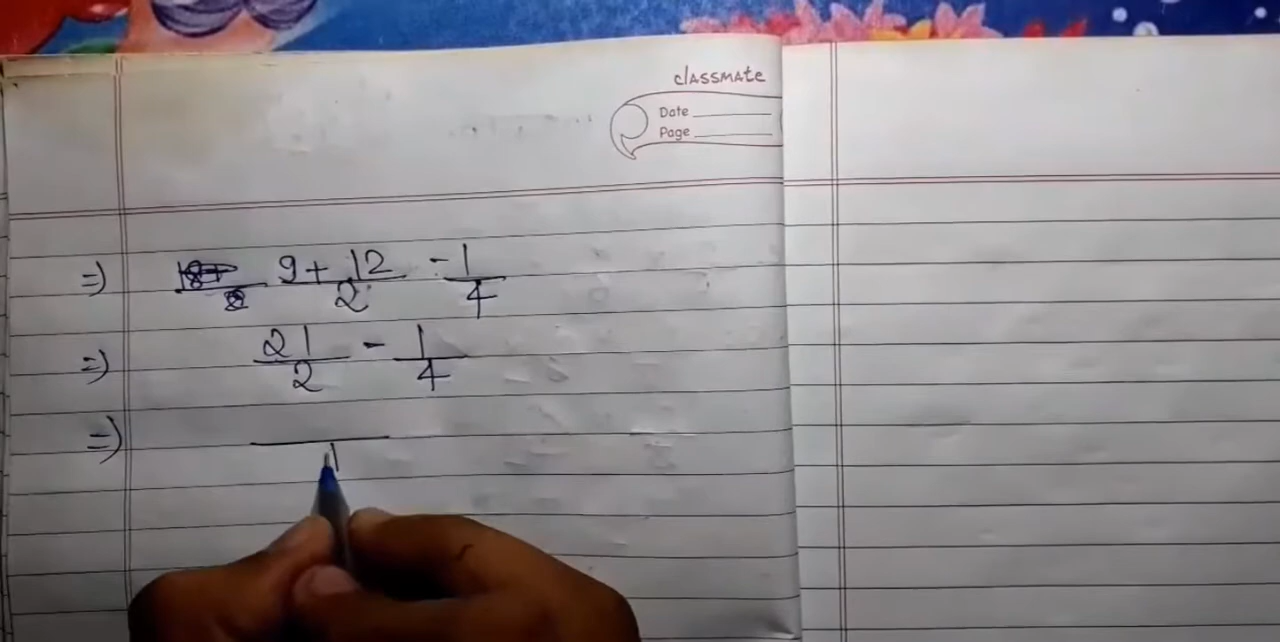 classmate
Date
Page
=) 9 + 12 / 2 - 1 / 4
=) 21 / 2 - 1 / 4
=)